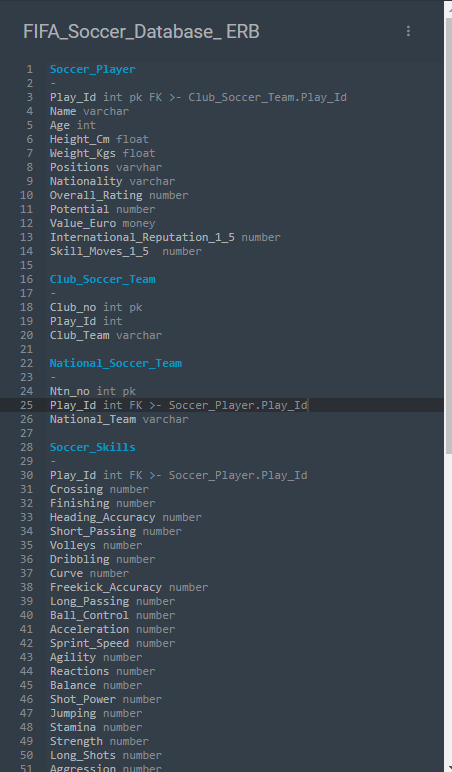 FIFA_Soccer_Database_ ERB
1 Soccer_Player
2 -
3 Play_Id int pk FK >- Club_Soccer_Team.Play_Id
4 Name varchar
5 Age int
6 Height_Cm float
7 Weight_Kgs float
8 Positions varvhar
9 Nationality varchar
10 Overall_Rating number
11 Potential number
12 Value_Euro money
13 International_Reputation_1_5 number
14 Skill_Moves_1_5  number
15
16 Club_Soccer_Team
17 -
18 Club_no int pk
19 Play_Id int
20 Club_Team varchar
21
22 National_Soccer_Team
23 -
24 Ntn_no int pk
25 Play_Id int FK >- Soccer_Player.Play_Id
26 National_Team varchar
27
28 Soccer_Skills
29 -
30 Play_Id int FK >- Soccer_Player.Play_Id
31 Crossing number
32 Finishing number
33 Heading_Accuracy number
34 Short_Passing number
35 Volleys number
36 Dribbling number
37 Curve number
38 Freekick_Accuracy number
39 Long_Passing number
40 Ball_Control number
41 Acceleration number
42 Sprint_Speed number
43 Agility number
44 Reactions number
45 Balance number
46 Shot_Power number
47 Jumping number
48 Stamina number
49 Strength number
50 Long_Shots number
51 Aggression number